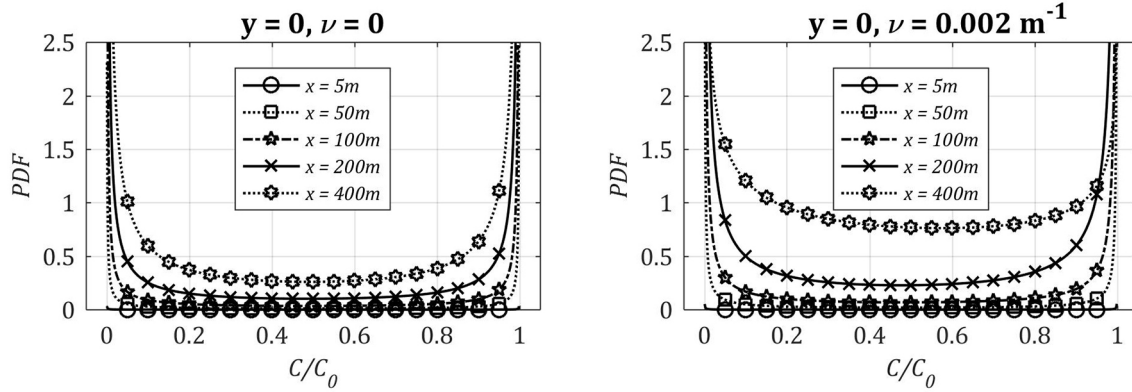 y = 0, ν = 0
2.5
2
1.5
1
0.5
0
PDF
x = 5m
x = 50m
x = 100m
x = 200m
x = 400m
0 0.2 0.4 0.6 0.8 1
C/C₀
y = 0, ν = 0.002 m⁻¹
2.5
2
1.5
1
0.5
0
PDF
x = 5m
x = 50m
x = 100m
x = 200m
x = 400m
0 0.2 0.4 0.6 0.8 1
C/C₀